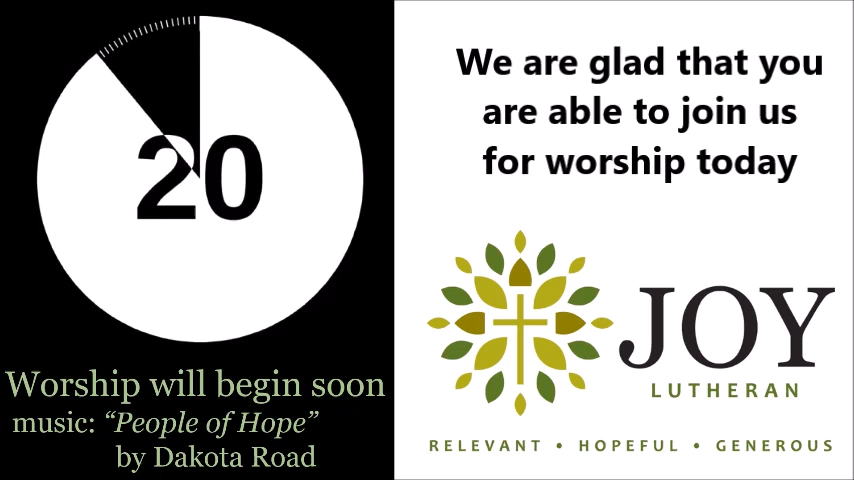 20
Worship will begin soon
music: “People of Hope”
by Dakota Road
We are glad that you
are able to join us
for worship today
JOY
LUTHERAN
RELEVANT • HOPEFUL • GENEROUS